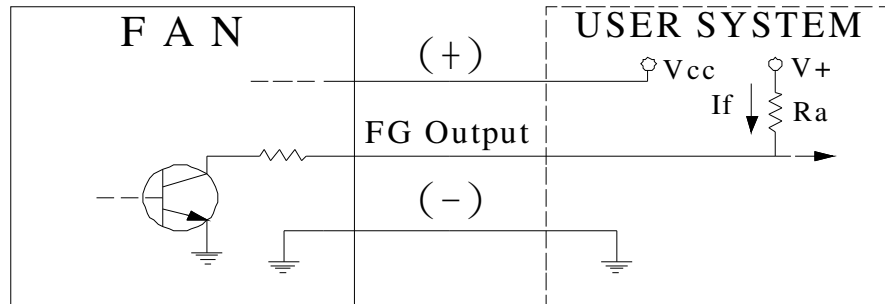 F A N
USER SYSTEM
(+)
Vcc
V+
If
Ra
FG Output
(-)